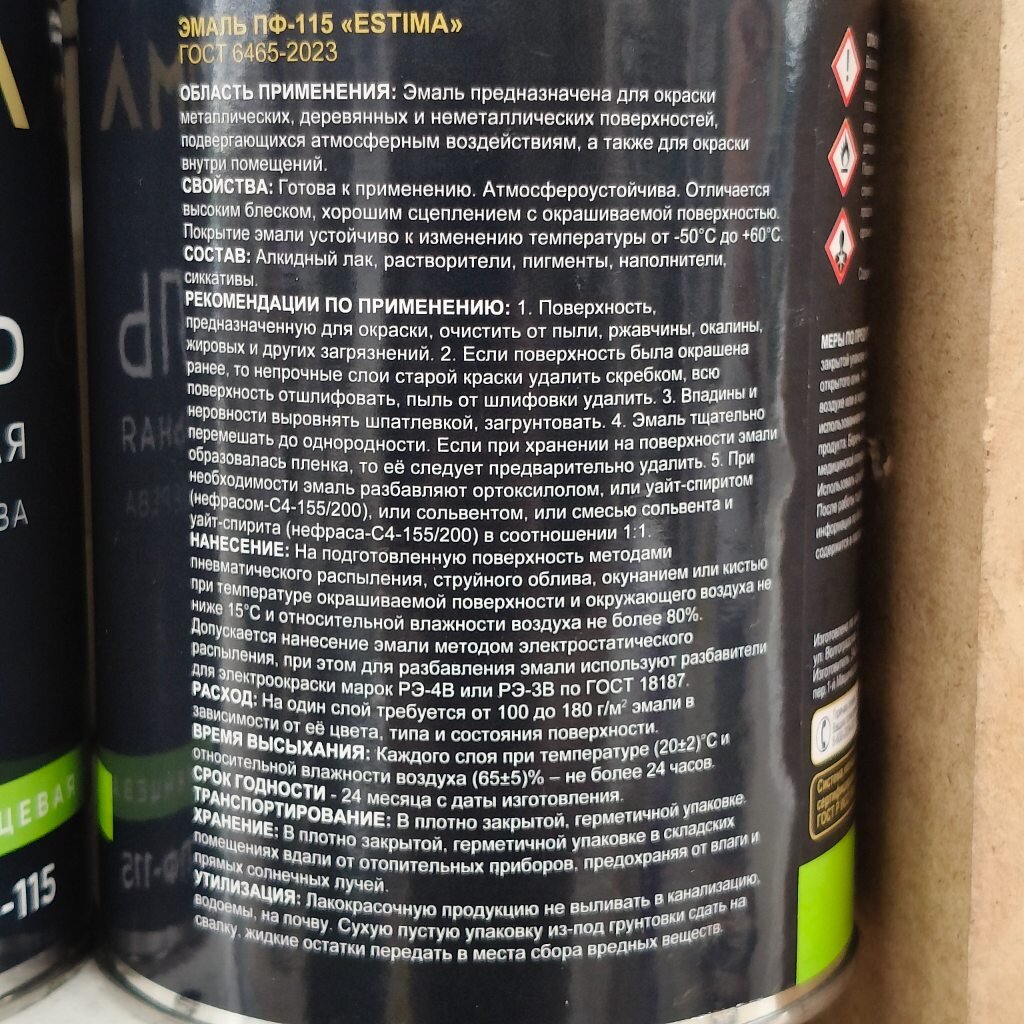 ЭМАЛЬ ПФ-115 «ESTIMA»
ГОСТ 6465-2023
ОБЛАСТЬ ПРИМЕНЕНИЯ: Эмаль предназначена для окраски
металлических, деревянных и неметаллических поверхностей,
подвергающихся атмосферным воздействиям, а также для окраски
внутри помещений.
СВОЙСТВА: Готова к применению. Атмосфероустойчива. Отличается
высоким блеском, хорошим сцеплением с окрашиваемой поверхностью.
Покрытие эмали устойчиво к изменению температуры от -50°С до +60°С.
СОСТАВ: Алкидный лак, растворители, пигменты, наполнители,
сиккативы.
РЕКОМЕНДАЦИИ ПО ПРИМЕНЕНИЮ: 1. Поверхность,
предназначенную для окраски, очистить от пыли, ржавчины, окалины,
жировых и других загрязнений. 2. Если поверхность была окрашена
ранее, то непрочные слои старой краски удалить скребком, всю
поверхность отшлифовать, пыль от шлифовки удалить. 3. Впадины и
неровности выровнять шпатлевкой, загрунтовать. 4. Эмаль тщательно
перемешать до однородности. Если при хранении на поверхности эмали
образовалась пленка, то её следует предварительно удалить. 5. При
необходимости эмаль разбавляют ортоксилолом, или уайт-спиритом
(нефрасом-С4-155/200), или сольвентом, или смесью сольвента и
уайт-спирита (нефраса-С4-155/200) в соотношении 1:1.
НАНЕСЕНИЕ: На подготовленную поверхность методами
пневматического распыления, струйного облива, окунанием или кистью
при температуре окрашиваемой поверхности и окружающего воздуха не
ниже 15°С и относительной влажности воздуха не более 80%.
Допускается нанесение эмали методом электростатического
распыления, при этом для разбавления эмали используют разбавители
для электроокраски марок РЭ-4В или РЭ-3В по ГОСТ 18187.
РАСХОД: На один слой требуется от 100 до 180 г/м² эмали в
зависимости от её цвета, типа и состояния поверхности.
ВРЕМЯ ВЫСЫХАНИЯ: Каждого слоя при температуре (20±2)°С и
относительной влажности воздуха (65±5)% – не более 24 часов.
СРОК ГОДНОСТИ - 24 месяца с даты изготовления.
ТРАНСПОРТИРОВАНИЕ: В плотно закрытой, герметичной упаковке.
ХРАНЕНИЕ: В плотно закрытой, герметичной упаковке в складских
помещениях вдали от отопительных приборов, предохраняя от влаги и
прямых солнечных лучей.
УТИЛИЗАЦИЯ: Лакокрасочную продукцию не выливать в канализацию,
водоемы, на почву. Сухую пустую упаковку из-под грунтовки сдать на
свалку, жидкие остатки передать в места сбора вредных веществ.
МЕРЫ ПО
-115